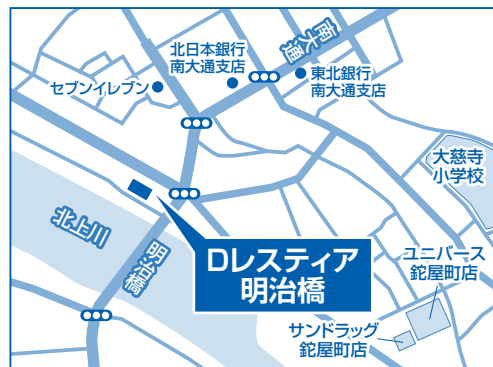 南大通
北日本銀行
南大通支店
セブンイレブン
東北銀行
南大通支店
大慈寺
小学校
北上川
明治橋
Dレスティア
明治橋
ユニバース
鉈屋町店
サンドラッグ
鉈屋町店